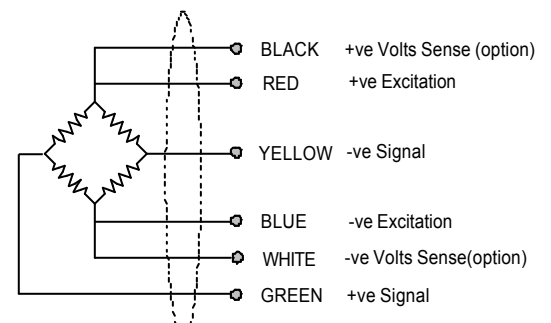 BLACK +ve Volts Sense (option)
RED +ve Excitation
YELLOW -ve Signal
BLUE -ve Excitation
WHITE -ve Volts Sense(option)
GREEN +ve Signal